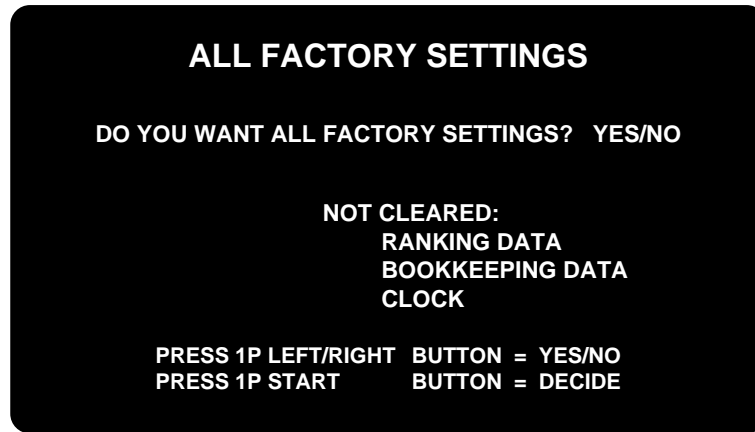 ALL FACTORY SETTINGS
DO YOU WANT ALL FACTORY SETTINGS? YES/NO
NOT CLEARED:
RANKING DATA
BOOKKEEPING DATA
CLOCK
PRESS 1P LEFT/RIGHT BUTTON = YES/NO
PRESS 1P START BUTTON = DECIDE